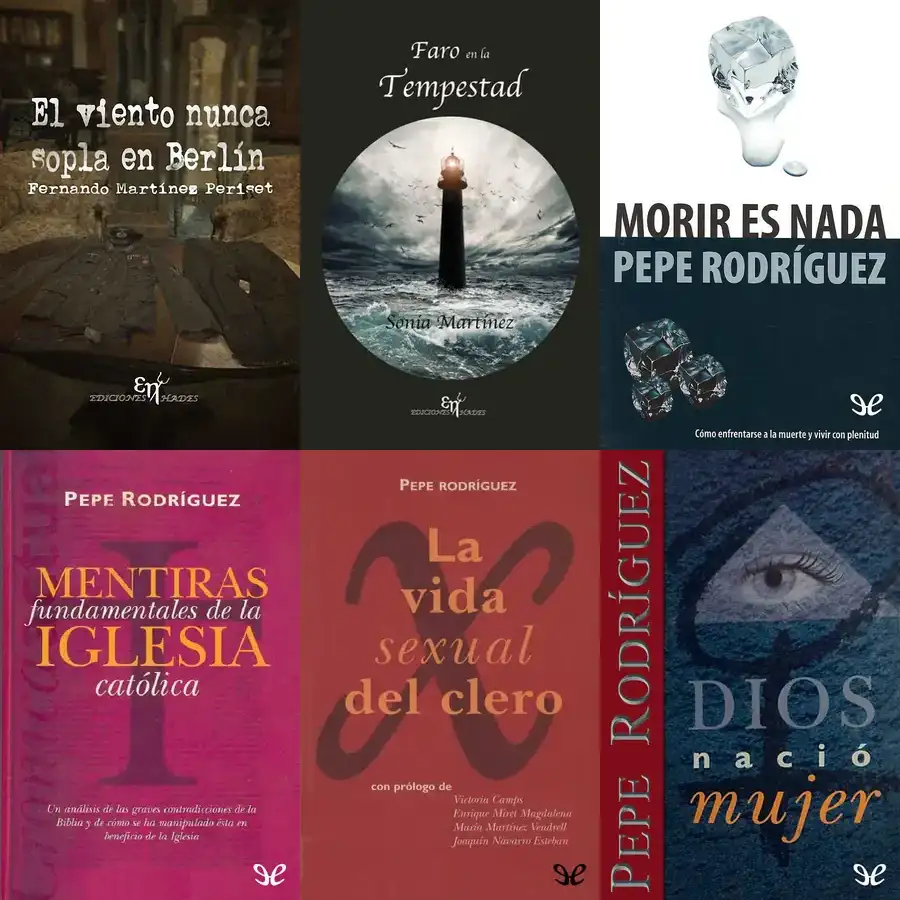 El viento nunca
sopla en Berlín
Fernando Martínez Periset
EDICIONES HADES
Faro en la
Tempestad
Sonia Martínez
EDICIONES HADES
MORIR ES NADA
PEPE RODRÍGUEZ
Cómo enfrentarse a la muerte y vivir con plenitud
PEPE RODRÍGUEZ
I
MENTIRAS
fundamentales de la
IGLESIA
católica
Un análisis de las graves contradicciones de la
Biblia y de cómo se ha manipulado ésta en
beneficio de la Iglesia
PEPE RODRÍGUEZ
X
La
vida
sexual
del clero
con prólogo de
Victoria Camps
Enrique Miret Magdalena
María Martínez Vendrell
Joaquín Navarro Esteban
PEPE RODRÍGUEZ
DIOS
nació
mujer